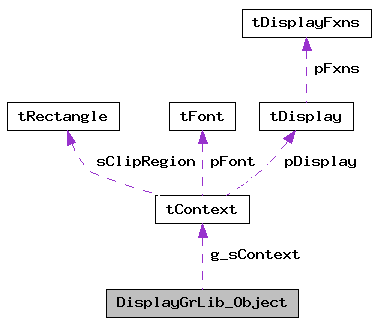 tDisplayFxns
pFxns
tRectangle
tFont
tDisplay
sClipRegion
pFont
pDisplay
tContext
g_sContext
DisplayGrLib_Object